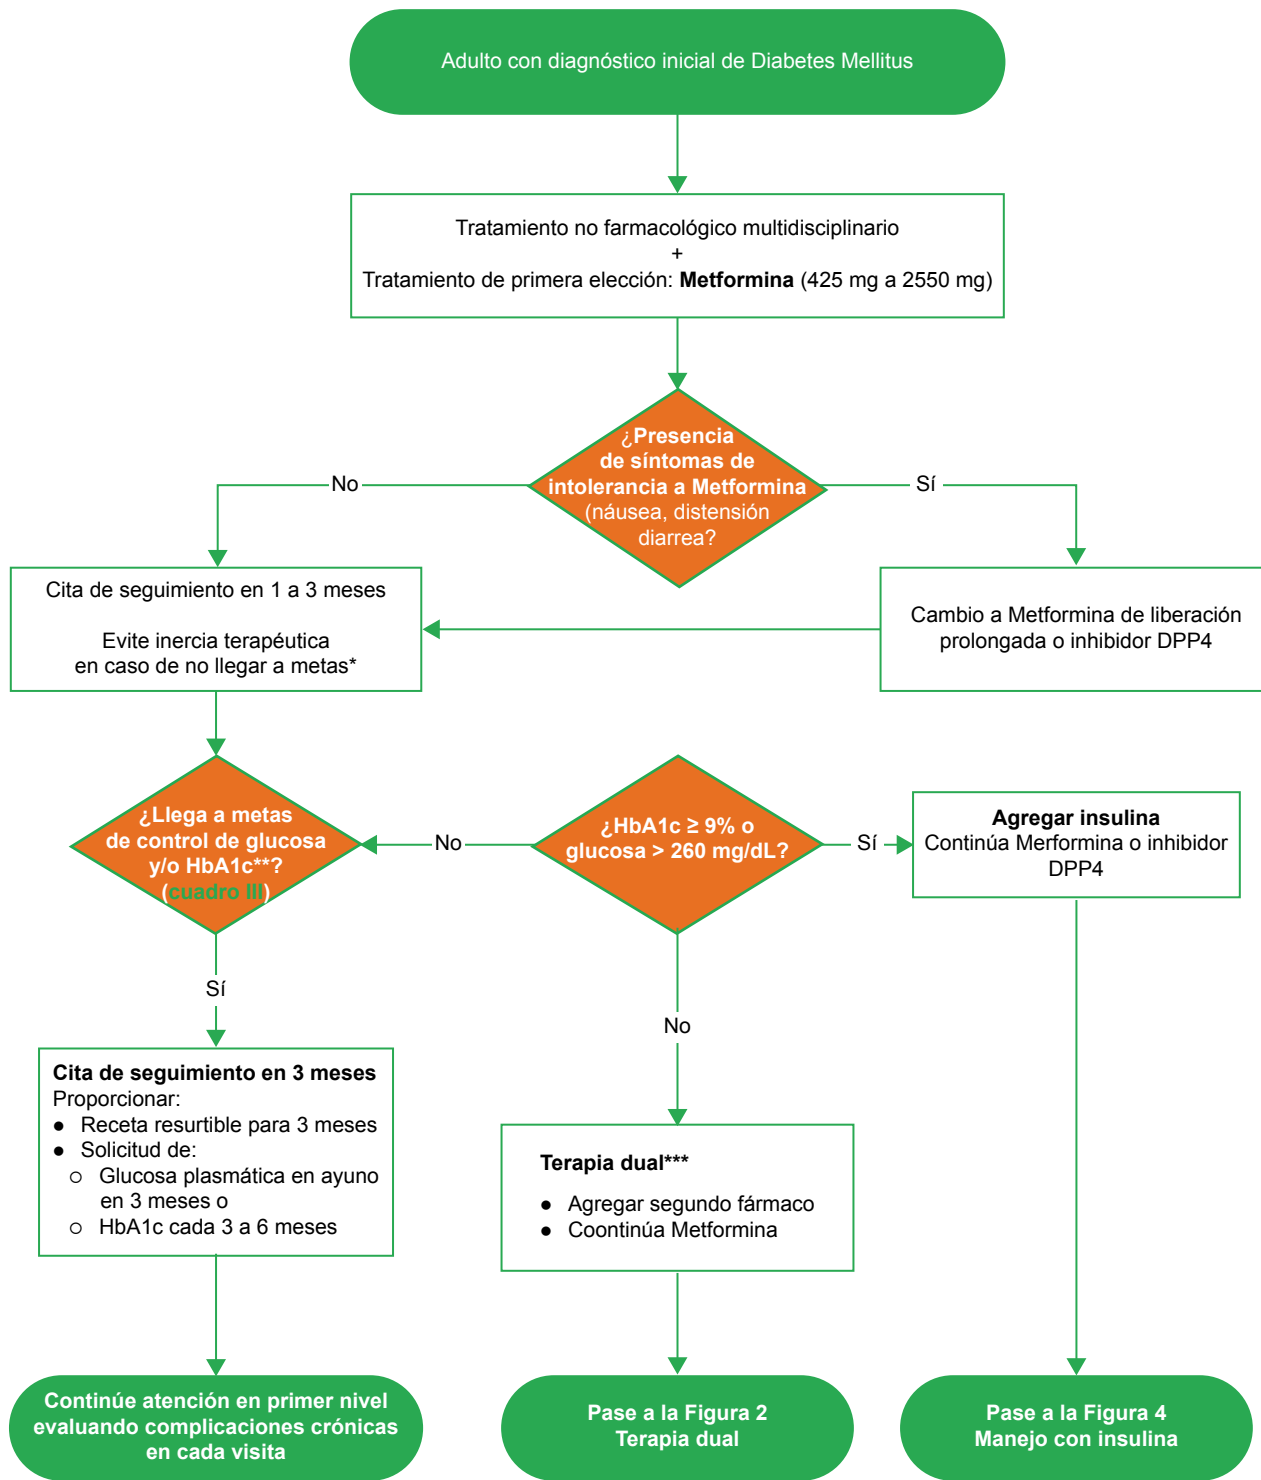 Adulto con diagnóstico inicial de Diabetes Mellitus
Tratamiento no farmacológico multidisciplinario
+
Tratamiento de primera elección: Metformina (425 mg a 2550 mg)
¿Presencia
de síntomas de
intolerancia a Metformina
(náusea, distensión
diarrea?
No
Sí
Cita de seguimiento en 1 a 3 meses
Evite inercia terapéutica
en caso de no llegar a metas*
Cambio a Metformina de liberación
prolongada o inhibidor DPP4
¿Llega a metas
de control de glucosa
y/o HbA1c**?
(cuadro III)
No
¿HbA1c ≥ 9% o
glucosa > 260 mg/dL?
Sí
Agregar insulina
Continúa Merformina o inhibidor
DPP4
Sí
No
Cita de seguimiento en 3 meses
Proporcionar:
● Receta resurtible para 3 meses
● Solicitud de:
○ Glucosa plasmática en ayuno
en 3 meses o
○ HbA1c cada 3 a 6 meses
Terapia dual***
● Agregar segundo fármaco
● Coontinúa Metformina
Continúe atención en primer nivel
evaluando complicaciones crónicas
en cada visita
Pase a la Figura 2
Terapia dual
Pase a la Figura 4
Manejo con insulina